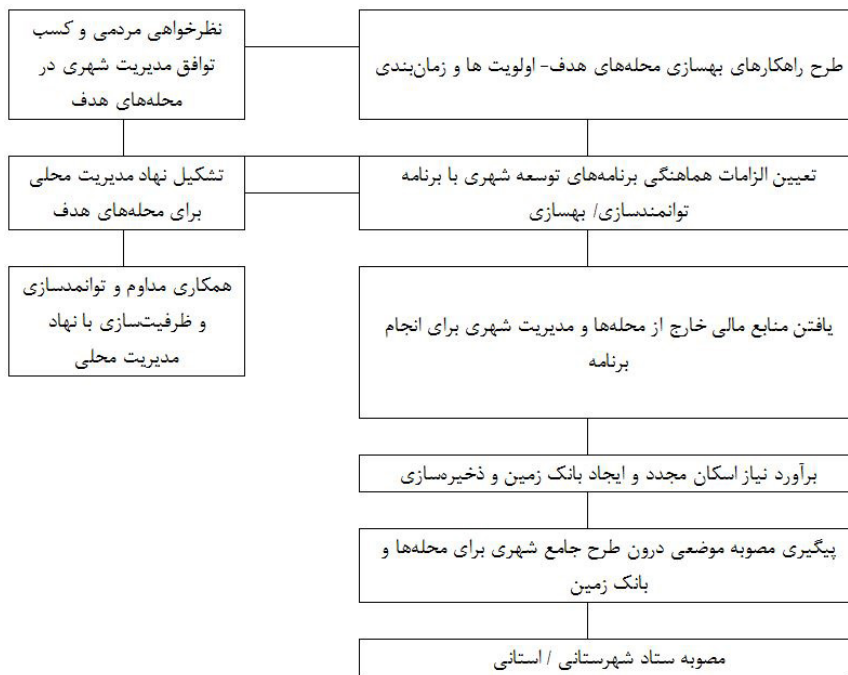 طرح راهکارهای بهسازی محله‌های هدف- اولویت ها و زمان‌بندی
نظرخواهی مردمی و کسب
توافق مدیریت شهری در
محله‌های هدف
تعیین الزامات هماهنگی برنامه‌های توسعه شهری با برنامه
توانمندسازی/ بهسازی
تشکیل نهاد مدیریت محلی
برای محله‌های هدف
یافتن منابع مالی خارج از محله‌ها و مدیریت شهری برای انجام
برنامه
همکاری مداوم و توانمدسازی
و ظرفیت‌سازی با نهاد
مدیریت محلی
برآورد نیاز اسکان مجدد و ایجاد بانک زمین و ذخیره‌سازی
پیگیری مصوبه موضعی درون طرح جامع شهری برای محله‌ها و
بانک زمین
مصوبه ستاد شهرستانی / استانی